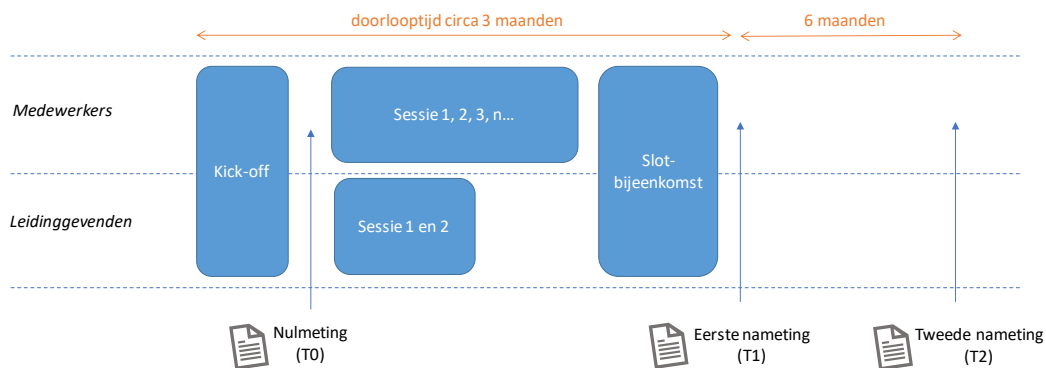 doorlooptijd circa 3 maanden
6 maanden
Medewerkers
Sessie 1, 2, 3, n…
Kick-off
Slot-
bijeenkomst
Leidinggevenden
Sessie 1 en 2
Nulmeting
(T0)
Eerste nameting
(T1)
Tweede nameting
(T2)